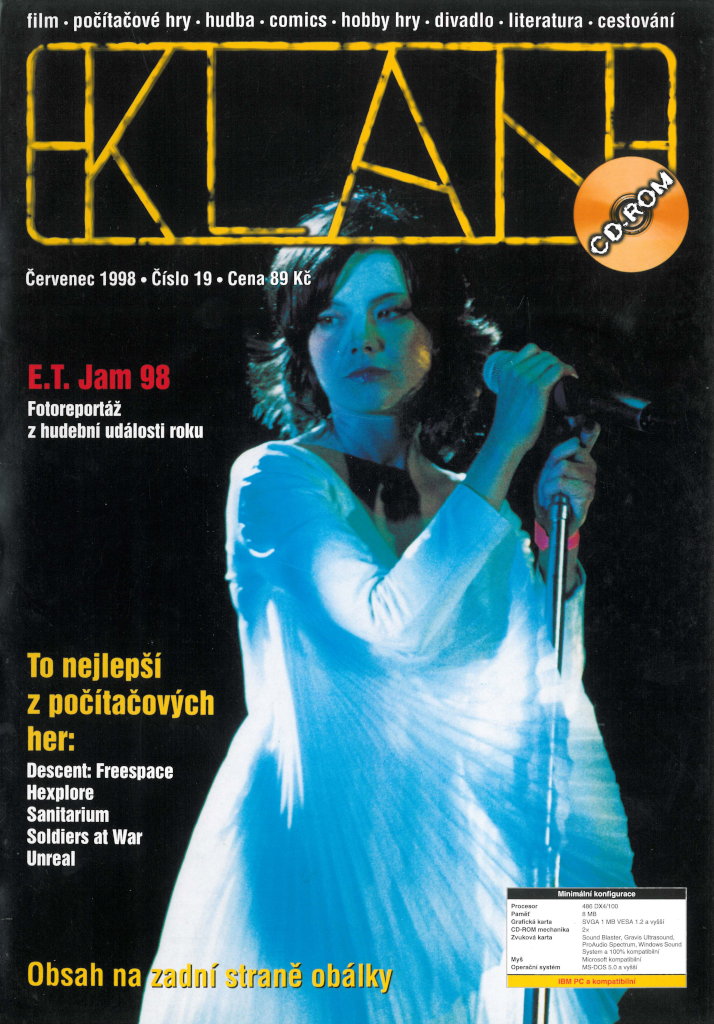 film · počítačové hry · hudba · comics · hobby hry · divadlo · literatura · cestování
KLAN
CD-ROM
Červenec 1998 • Číslo 19 • Cena 89 Kč
E.T. Jam 98
Fotoreportáž
z hudební události roku
To nejlepší
z počítačových
her:
Descent: Freespace
Hexplore
Sanitarium
Soldiers at War
Unreal
Obsah na zadní straně obálky
Minimální konfigurace
Procesor 486 DX4/100
Paměť 8 MB
Grafická karta SVGA 1 MB VESA 1.2 a vyšší
CD-ROM mechanika 2×
Zvuková karta Sound Blaster, Gravis Ultrasound,
ProAudio Spectrum, Windows Sound
System a 100% kompatibilní
Myš Microsoft kompatibilní
Operační systém MS-DOS 5.0 a vyšší
IBM PC a kompatibilní